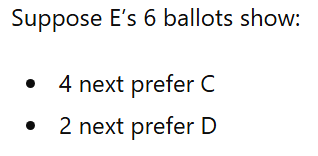 Suppose E’s 6 ballots show:
• 4 next prefer C
• 2 next prefer D